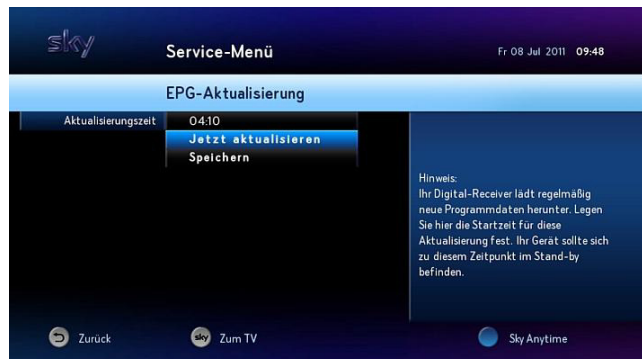 sky
Service-Menü
Fr 08 Jul 2011 09:48
EPG-Aktualisierung
Aktualisierungszeit 04:10
Jetzt aktualisieren
Speichern
Hinweis:
Ihr Digital-Receiver lädt regelmäßig
neue Programmdaten herunter. Legen
Sie hier die Startzeit für diese
Aktualisierung fest. Ihr Gerät sollte sich
zu diesem Zeitpunkt im Stand-by
befinden.
Zurück
sky Zum TV
Sky Anytime